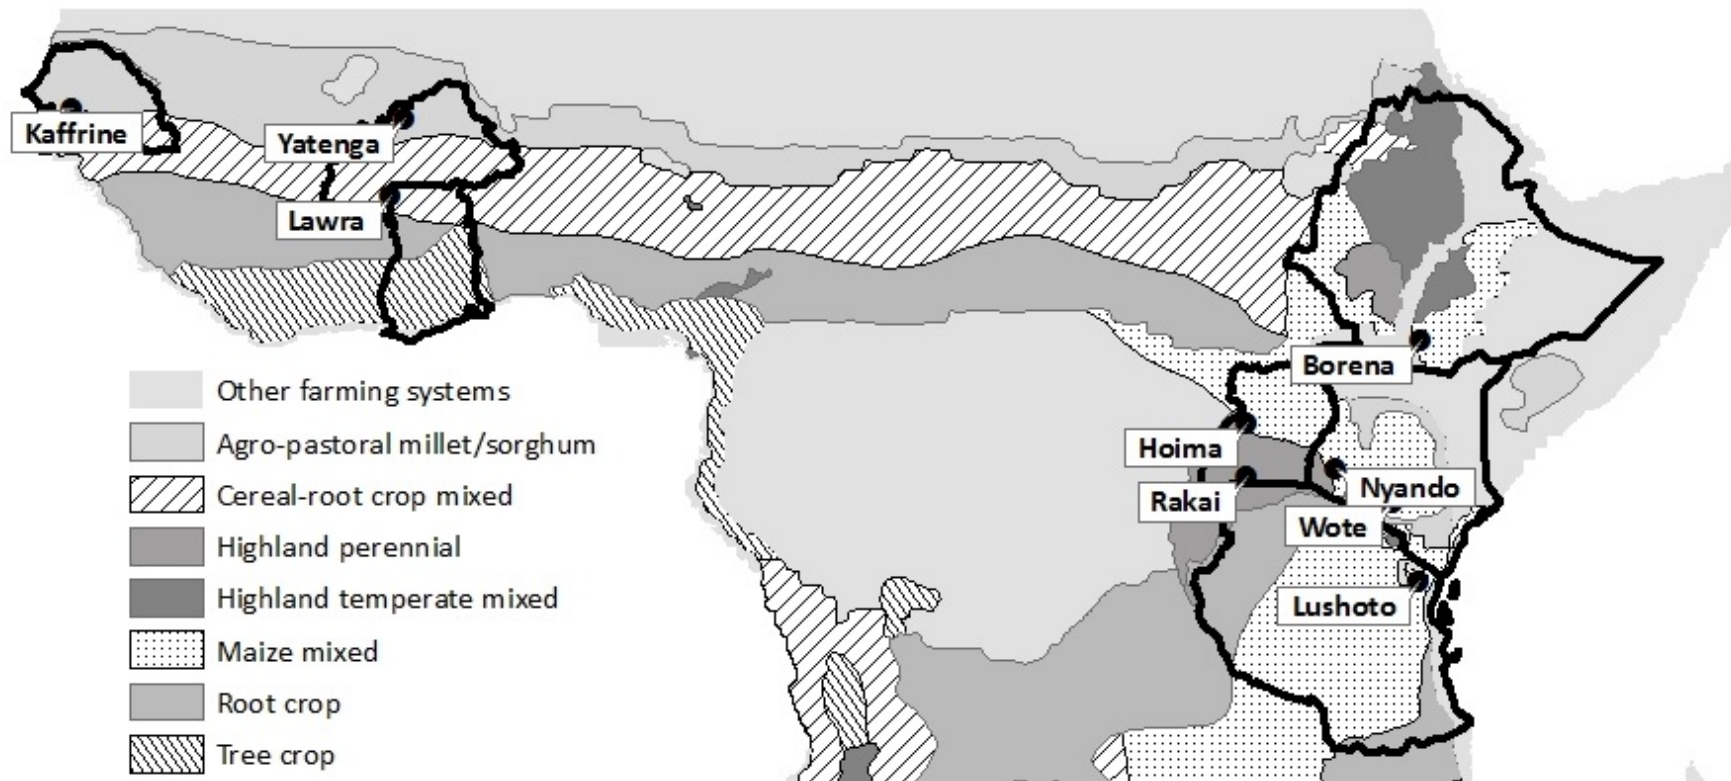 Kaffrine
Yatenga
Lawra
Borena
Hoima
Nyando
Rakai
Wote
Lushoto
Other farming systems
Agro-pastoral millet/sorghum
Cereal-root crop mixed
Highland perennial
Highland temperate mixed
Maize mixed
Root crop
Tree crop